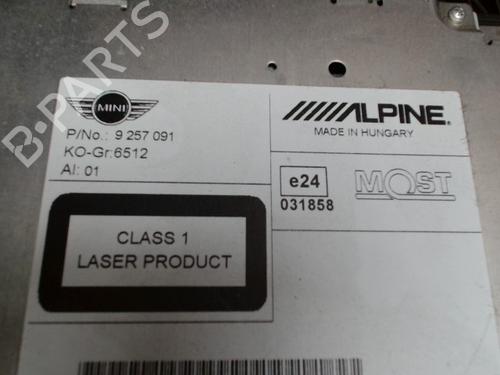 MINI
P/No.: 9 257 091
KO-Gr:6512
AI: 01
ALPINE
MADE IN HUNGARY
e24
031858
MOST
CLASS 1
LASER PRODUCT
B-PARTS